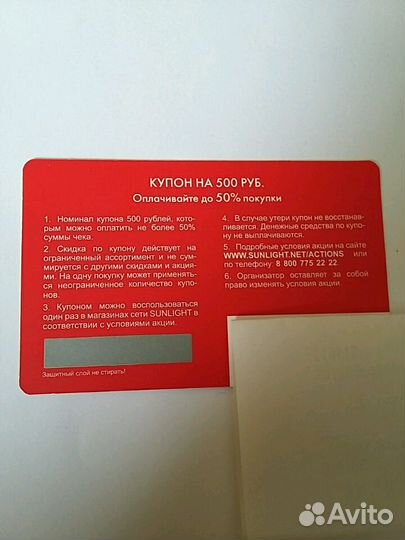 КУПОН НА 500 РУБ.
Оплачивайте до 50% покупки
1. Номинал купона 500 рублей, кото-
рым можно оплатить не более 50%
суммы чека.
2. Скидка по купону действует на
ограниченный ассортимент и не сум-
мируется с другими скидками и акция-
ми. На одну покупку может применять-
ся неограниченное количество купо-
нов.
3. Купоном можно воспользоваться
один раз в магазинах сети SUNLIGHT в
соответствии с условиями акции.
Защитный слой не стирать!
4. В случае утери купон не восстанав-
ливается. Денежные средства по купо-
ну не выплачиваются.
5. Подробные условия акции на сайте
WWW.SUNLIGHT.NET/ACTIONS или
по телефону 8 800 775 22 22.
6. Организатор оставляет за собой
право изменять условия акции.
Avito